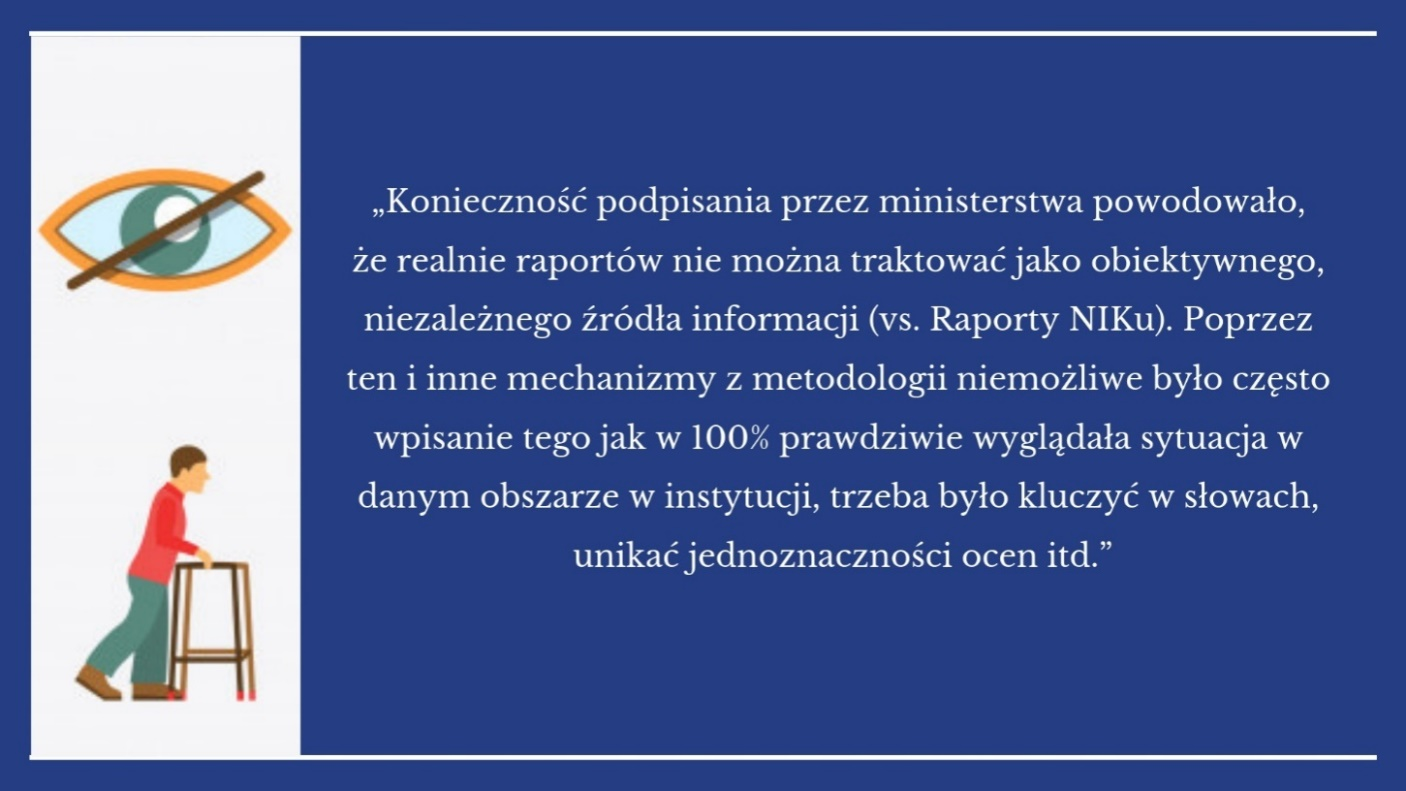 „Konieczność podpisania przez ministerstwa powodowało,
że realnie raportów nie można traktować jako obiektywnego,
niezależnego źródła informacji (vs. Raporty NIKu). Poprzez
ten i inne mechanizmy z metodologii niemożliwe było często
wpisanie tego jak w 100% prawdziwie wyglądała sytuacja w
danym obszarze w instytucji, trzeba było kluczyć w słowach,
unikać jednoznaczności ocen itd.”